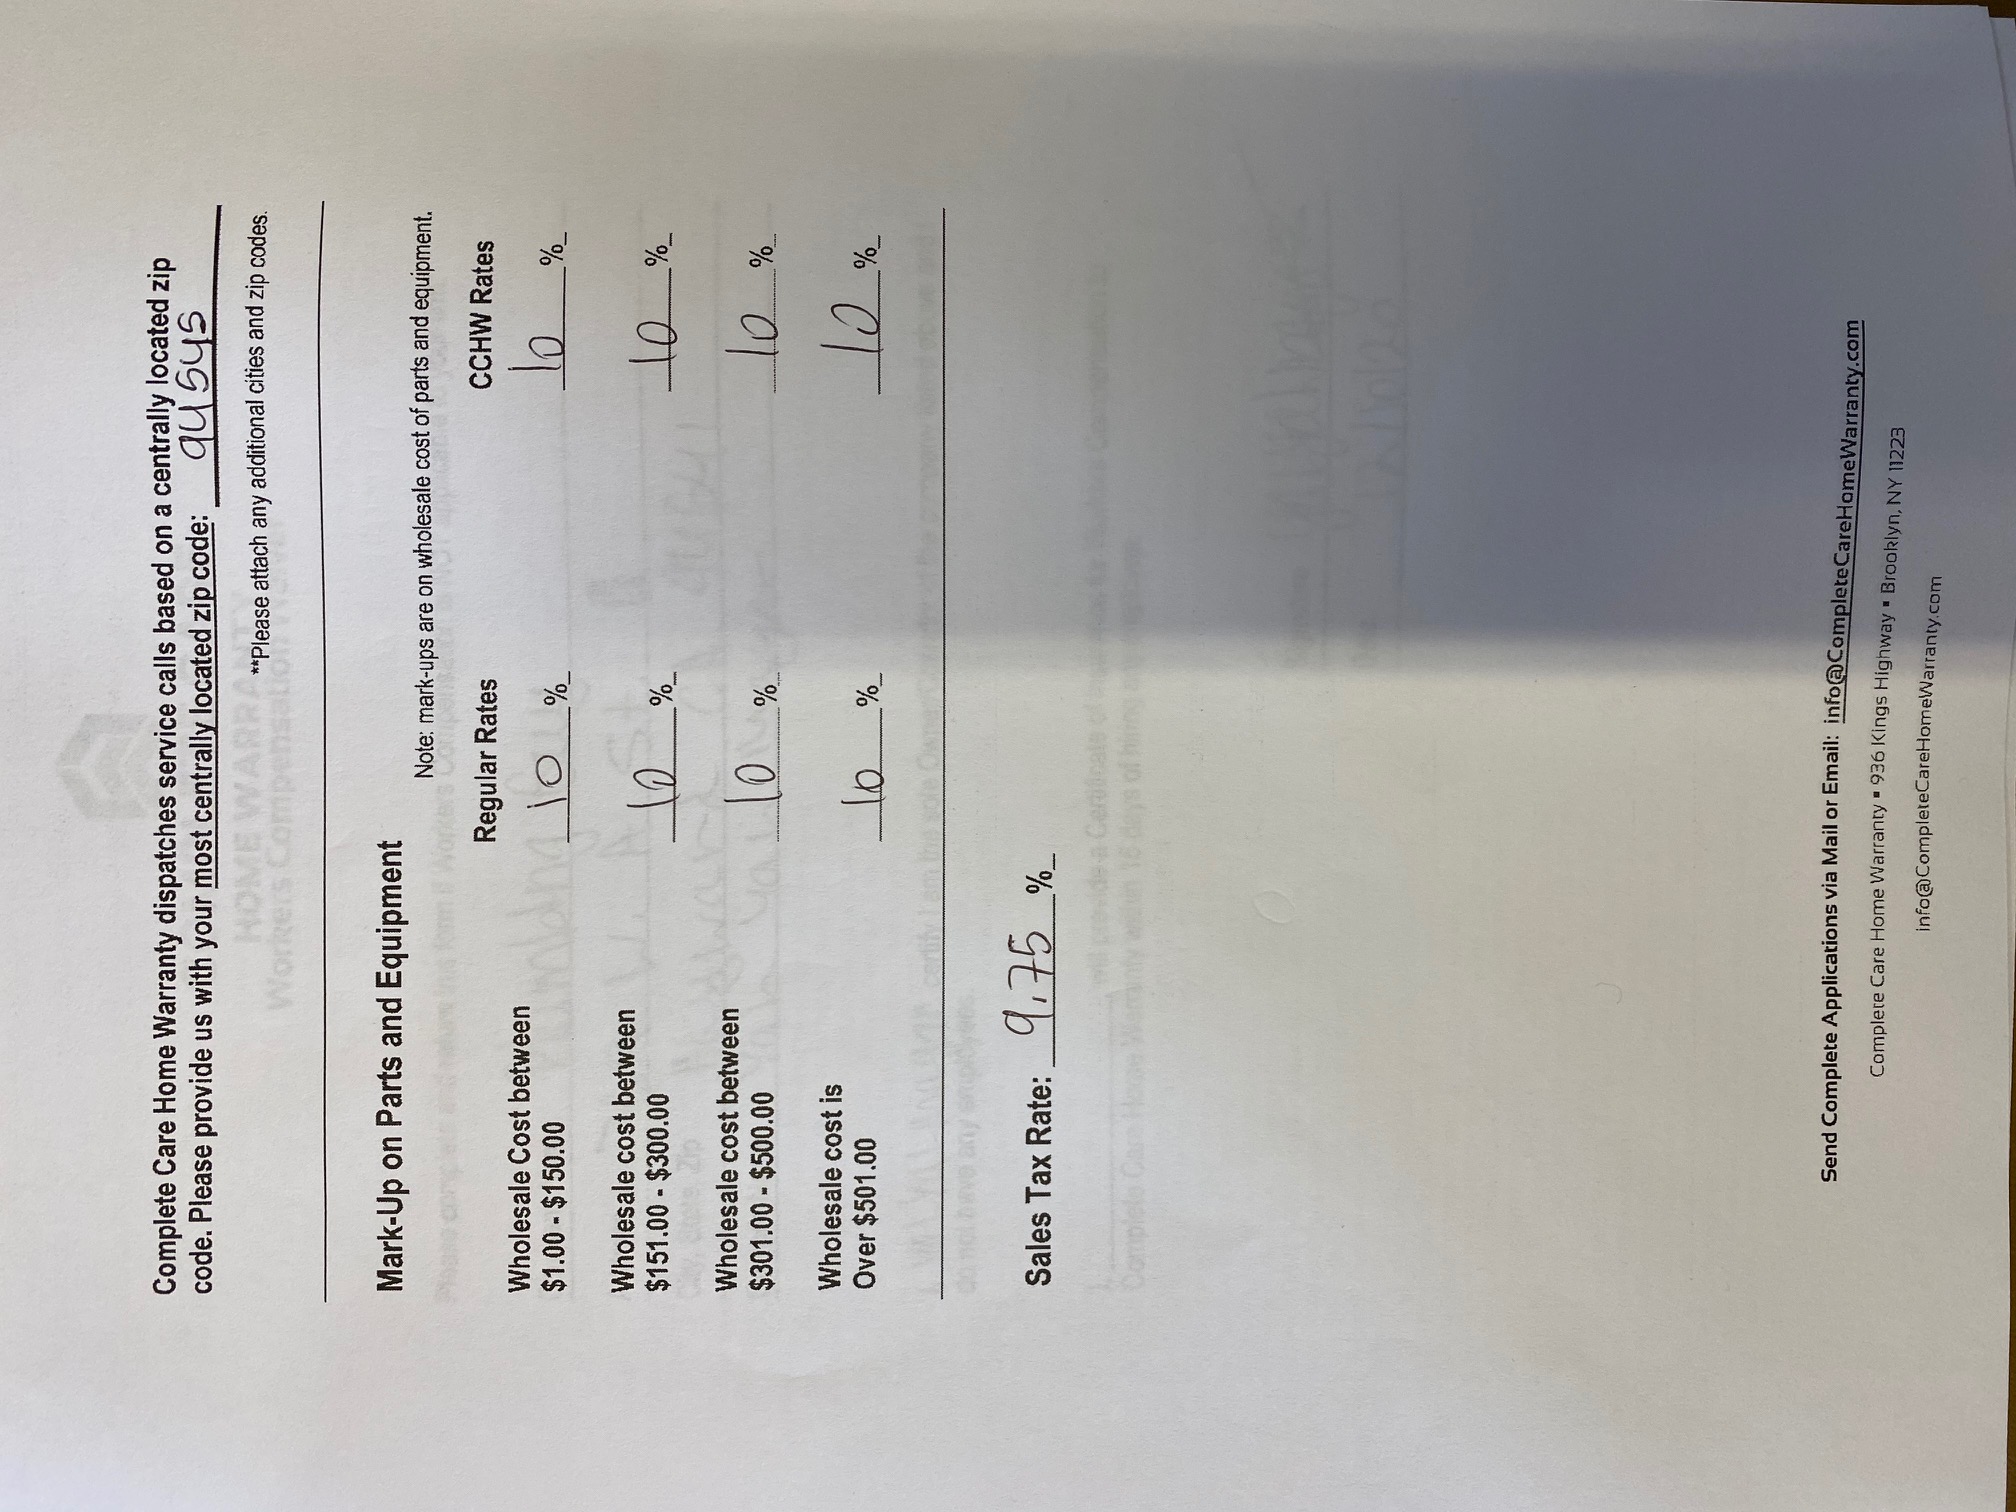 Complete Care Home Warranty dispatches service calls based on a centrally located zip
code. Please provide us with your most centrally located zip code: 94545
**Please attach any additional cities and zip codes.
Mark-Up on Parts and Equipment
Note: mark-ups are on wholesale cost of parts and equipment.
Regular Rates CCHW Rates
Wholesale Cost between
$1.00 - $150.00 10 % 10 %
Wholesale cost between
$151.00 - $300.00 10 % 10 %
Wholesale cost between
$301.00 - $500.00 10 % 10 %
Wholesale cost is
Over $501.00 10 % 10 %
Sales Tax Rate: 9.75 %
Send Complete Applications via Mail or Email: info@CompleteCareHomeWarranty.com
Complete Care Home Warranty ▪ 936 Kings Highway ▪ Brooklyn, NY 11223
info@CompleteCareHomeWarranty.com